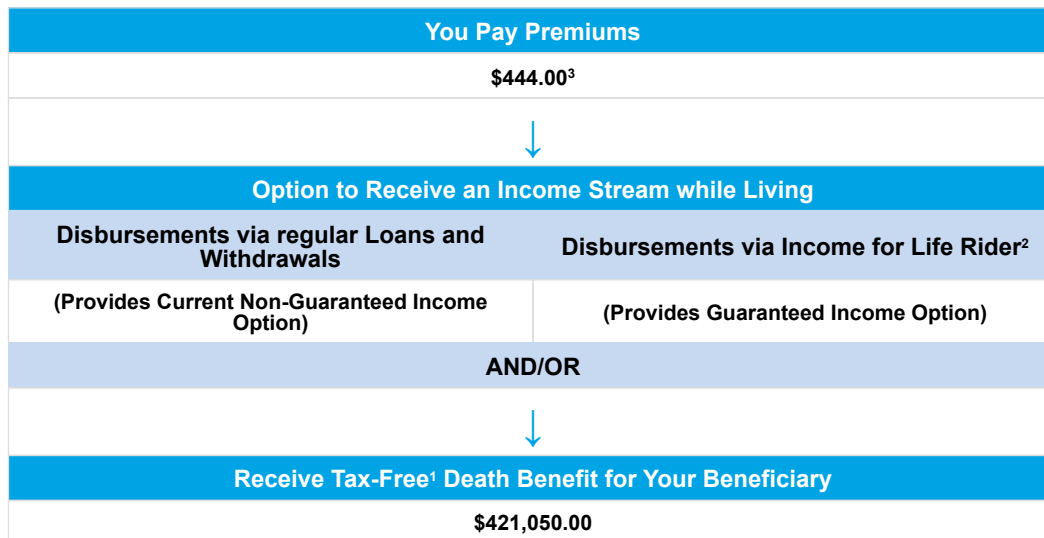 You Pay Premiums
$444.00³
Option to Receive an Income Stream while Living
Disbursements via regular Loans and
Withdrawals
Disbursements via Income for Life Rider²
(Provides Current Non-Guaranteed Income
Option)
(Provides Guaranteed Income Option)
AND/OR
Receive Tax-Free¹ Death Benefit for Your Beneficiary
$421,050.00